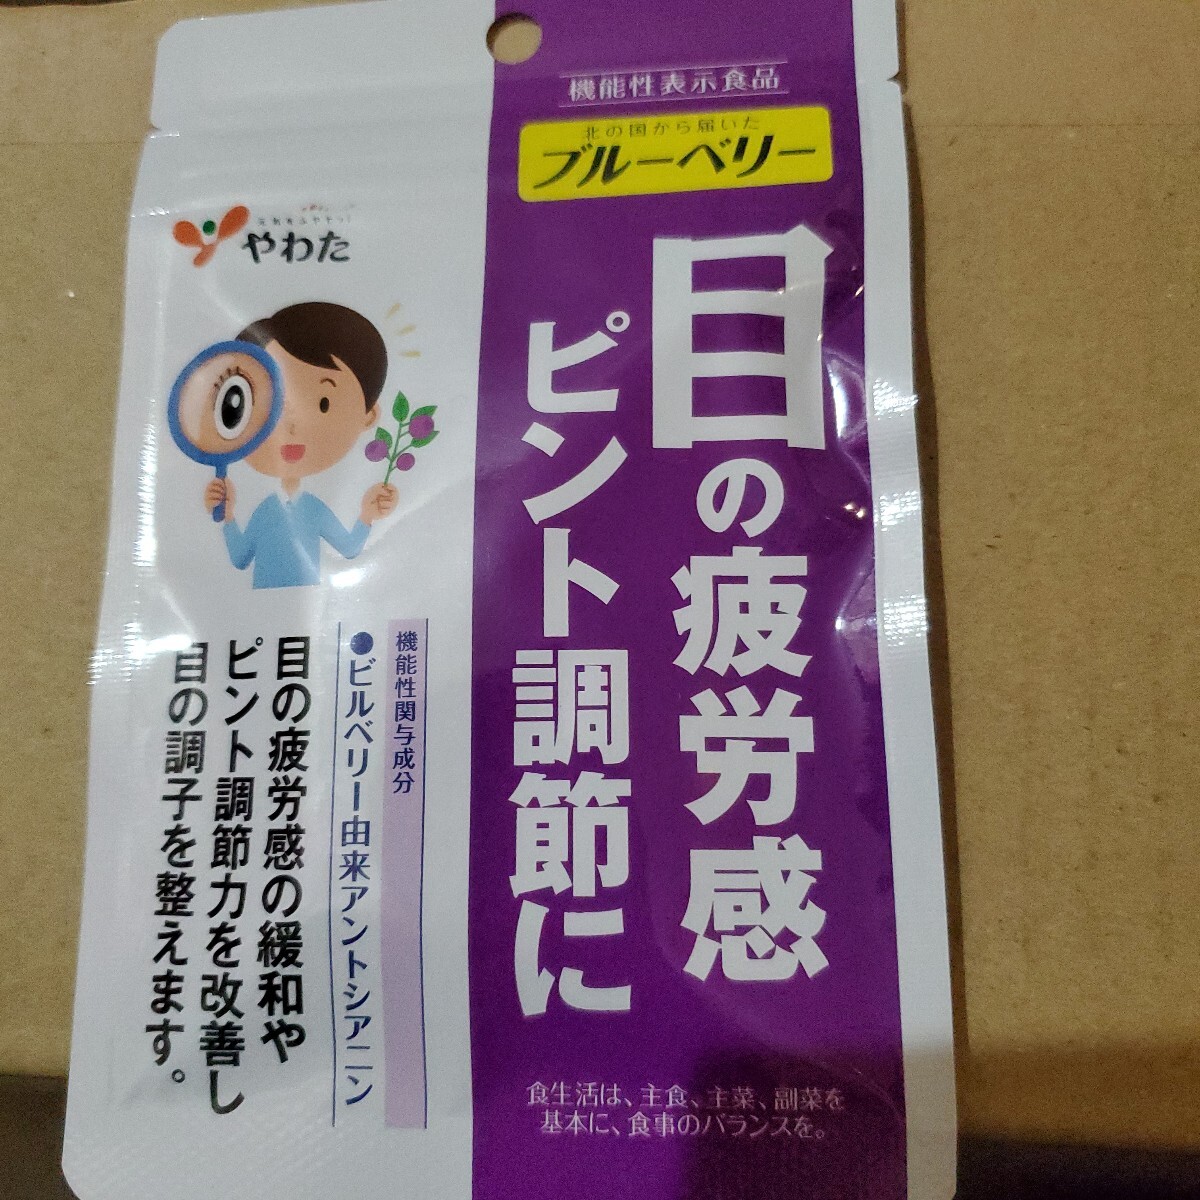 機能性表示食品
北の国から届いた
ブルーベリー
やわた
目の疲労感
ピント調節に
機能性関与成分
●ビルベリー由来アントシアニン
目の疲労感の緩和や
ピント調節力を改善し
目の調子を整えます。
食生活は、主食、主菜、副菜を
基本に、食事のバランスを。